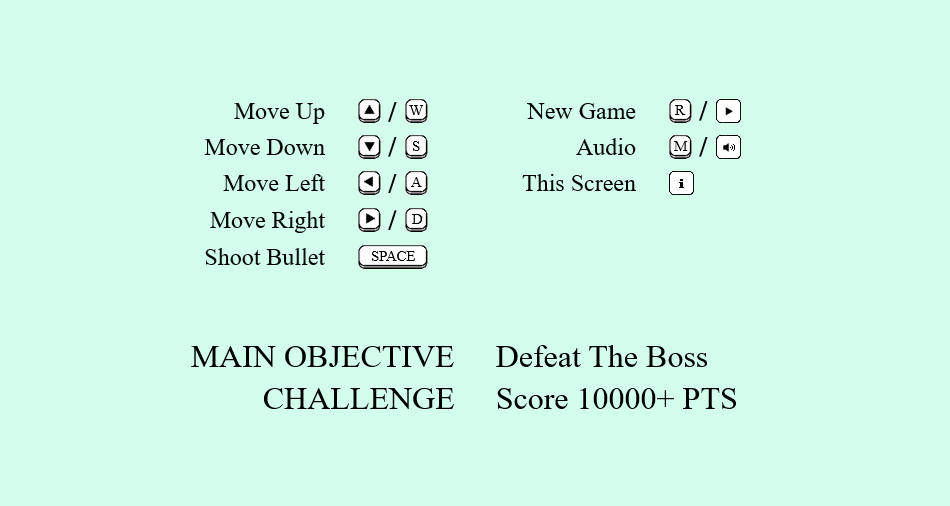 Move Up ▲ / W
Move Down ▼ / S
Move Left ◀ / A
Move Right ▶ / D
Shoot Bullet SPACE
New Game R /
Audio M /
This Screen i
MAIN OBJECTIVE Defeat The Boss
CHALLENGE Score 10000+ PTS